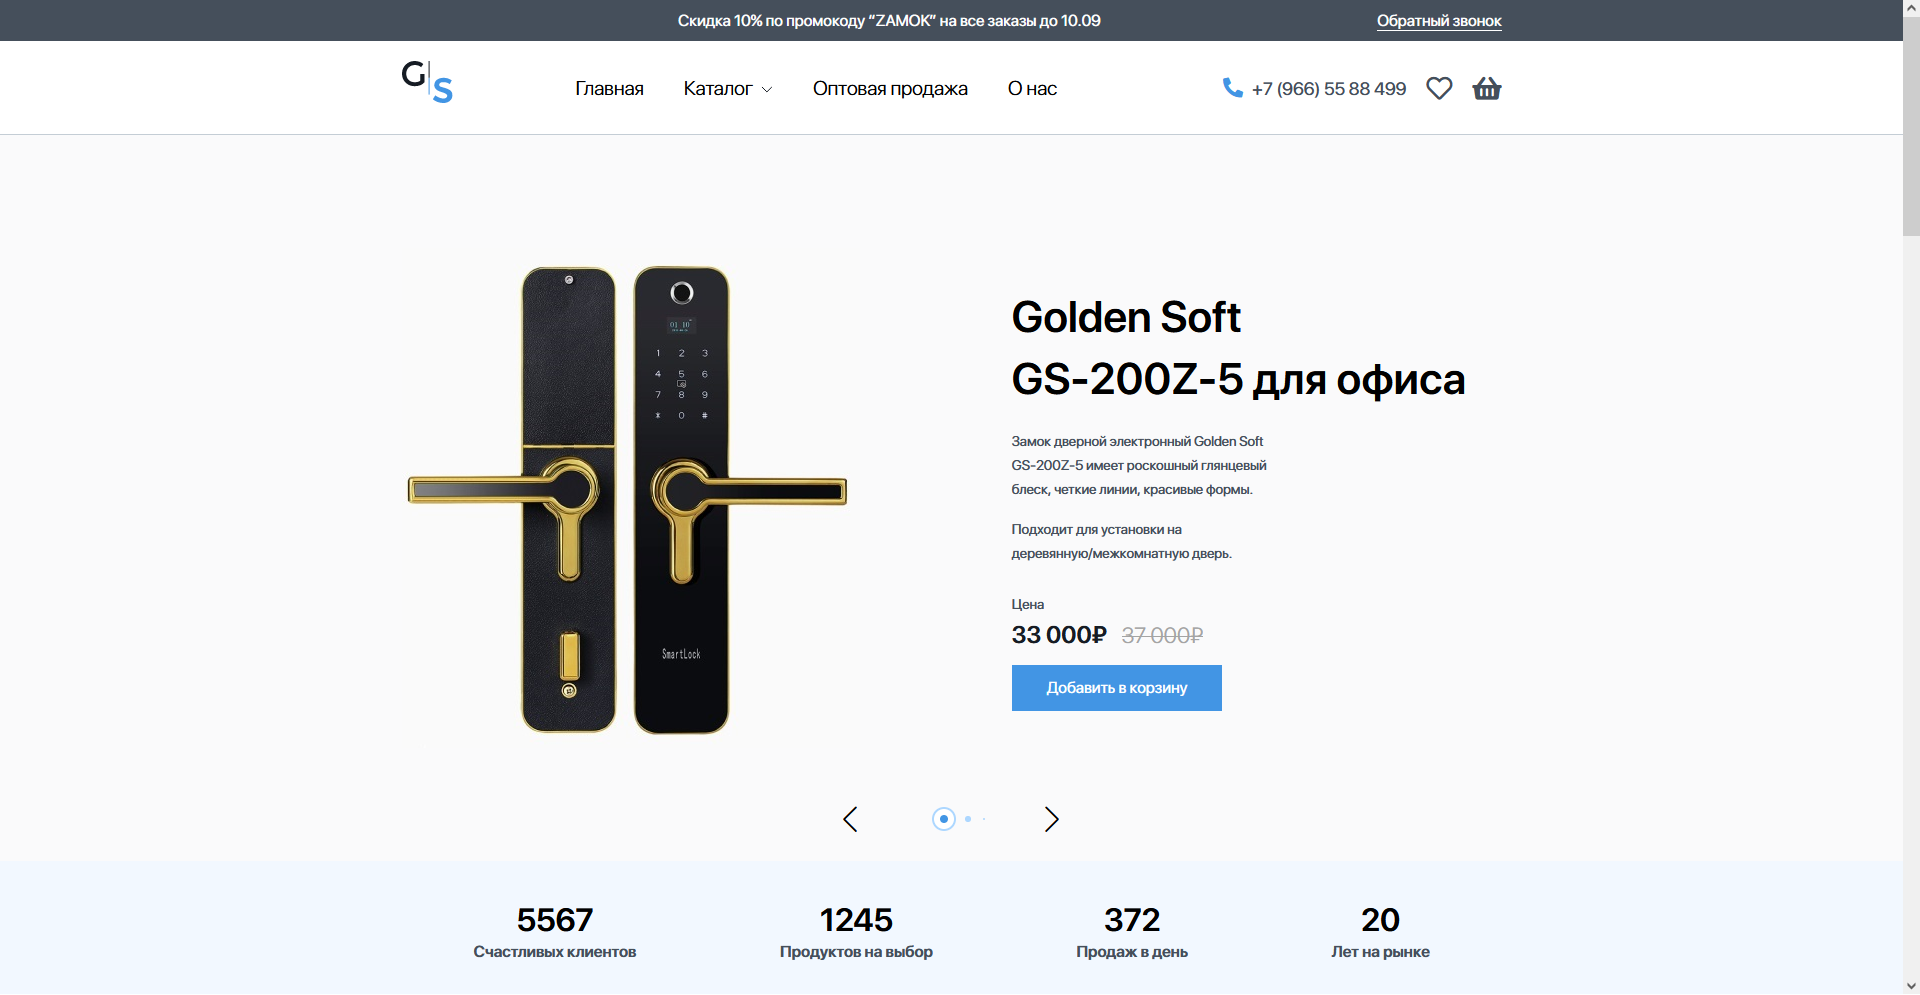 Скидка 10% по промокоду “ZAMOK” на все заказы до 10.09
Обратный звонок
G|S
Главная
Каталог
Оптовая продажа
О нас
+7 (966) 55 88 499
01 10
1 2 3
4 5 6
7 8 9
* 0 #
SmartLock
Golden Soft
GS-200Z-5 для офиса
Замок дверной электронный Golden Soft
GS-200Z-5 имеет роскошный глянцевый
блеск, четкие линии, красивые формы.
Подходит для установки на
деревянную/межкомнатную дверь.
Цена
33 000₽ 37 000₽
Добавить в корзину
5567
Счастливых клиентов
1245
Продуктов на выбор
372
Продаж в день
20
Лет на рынке